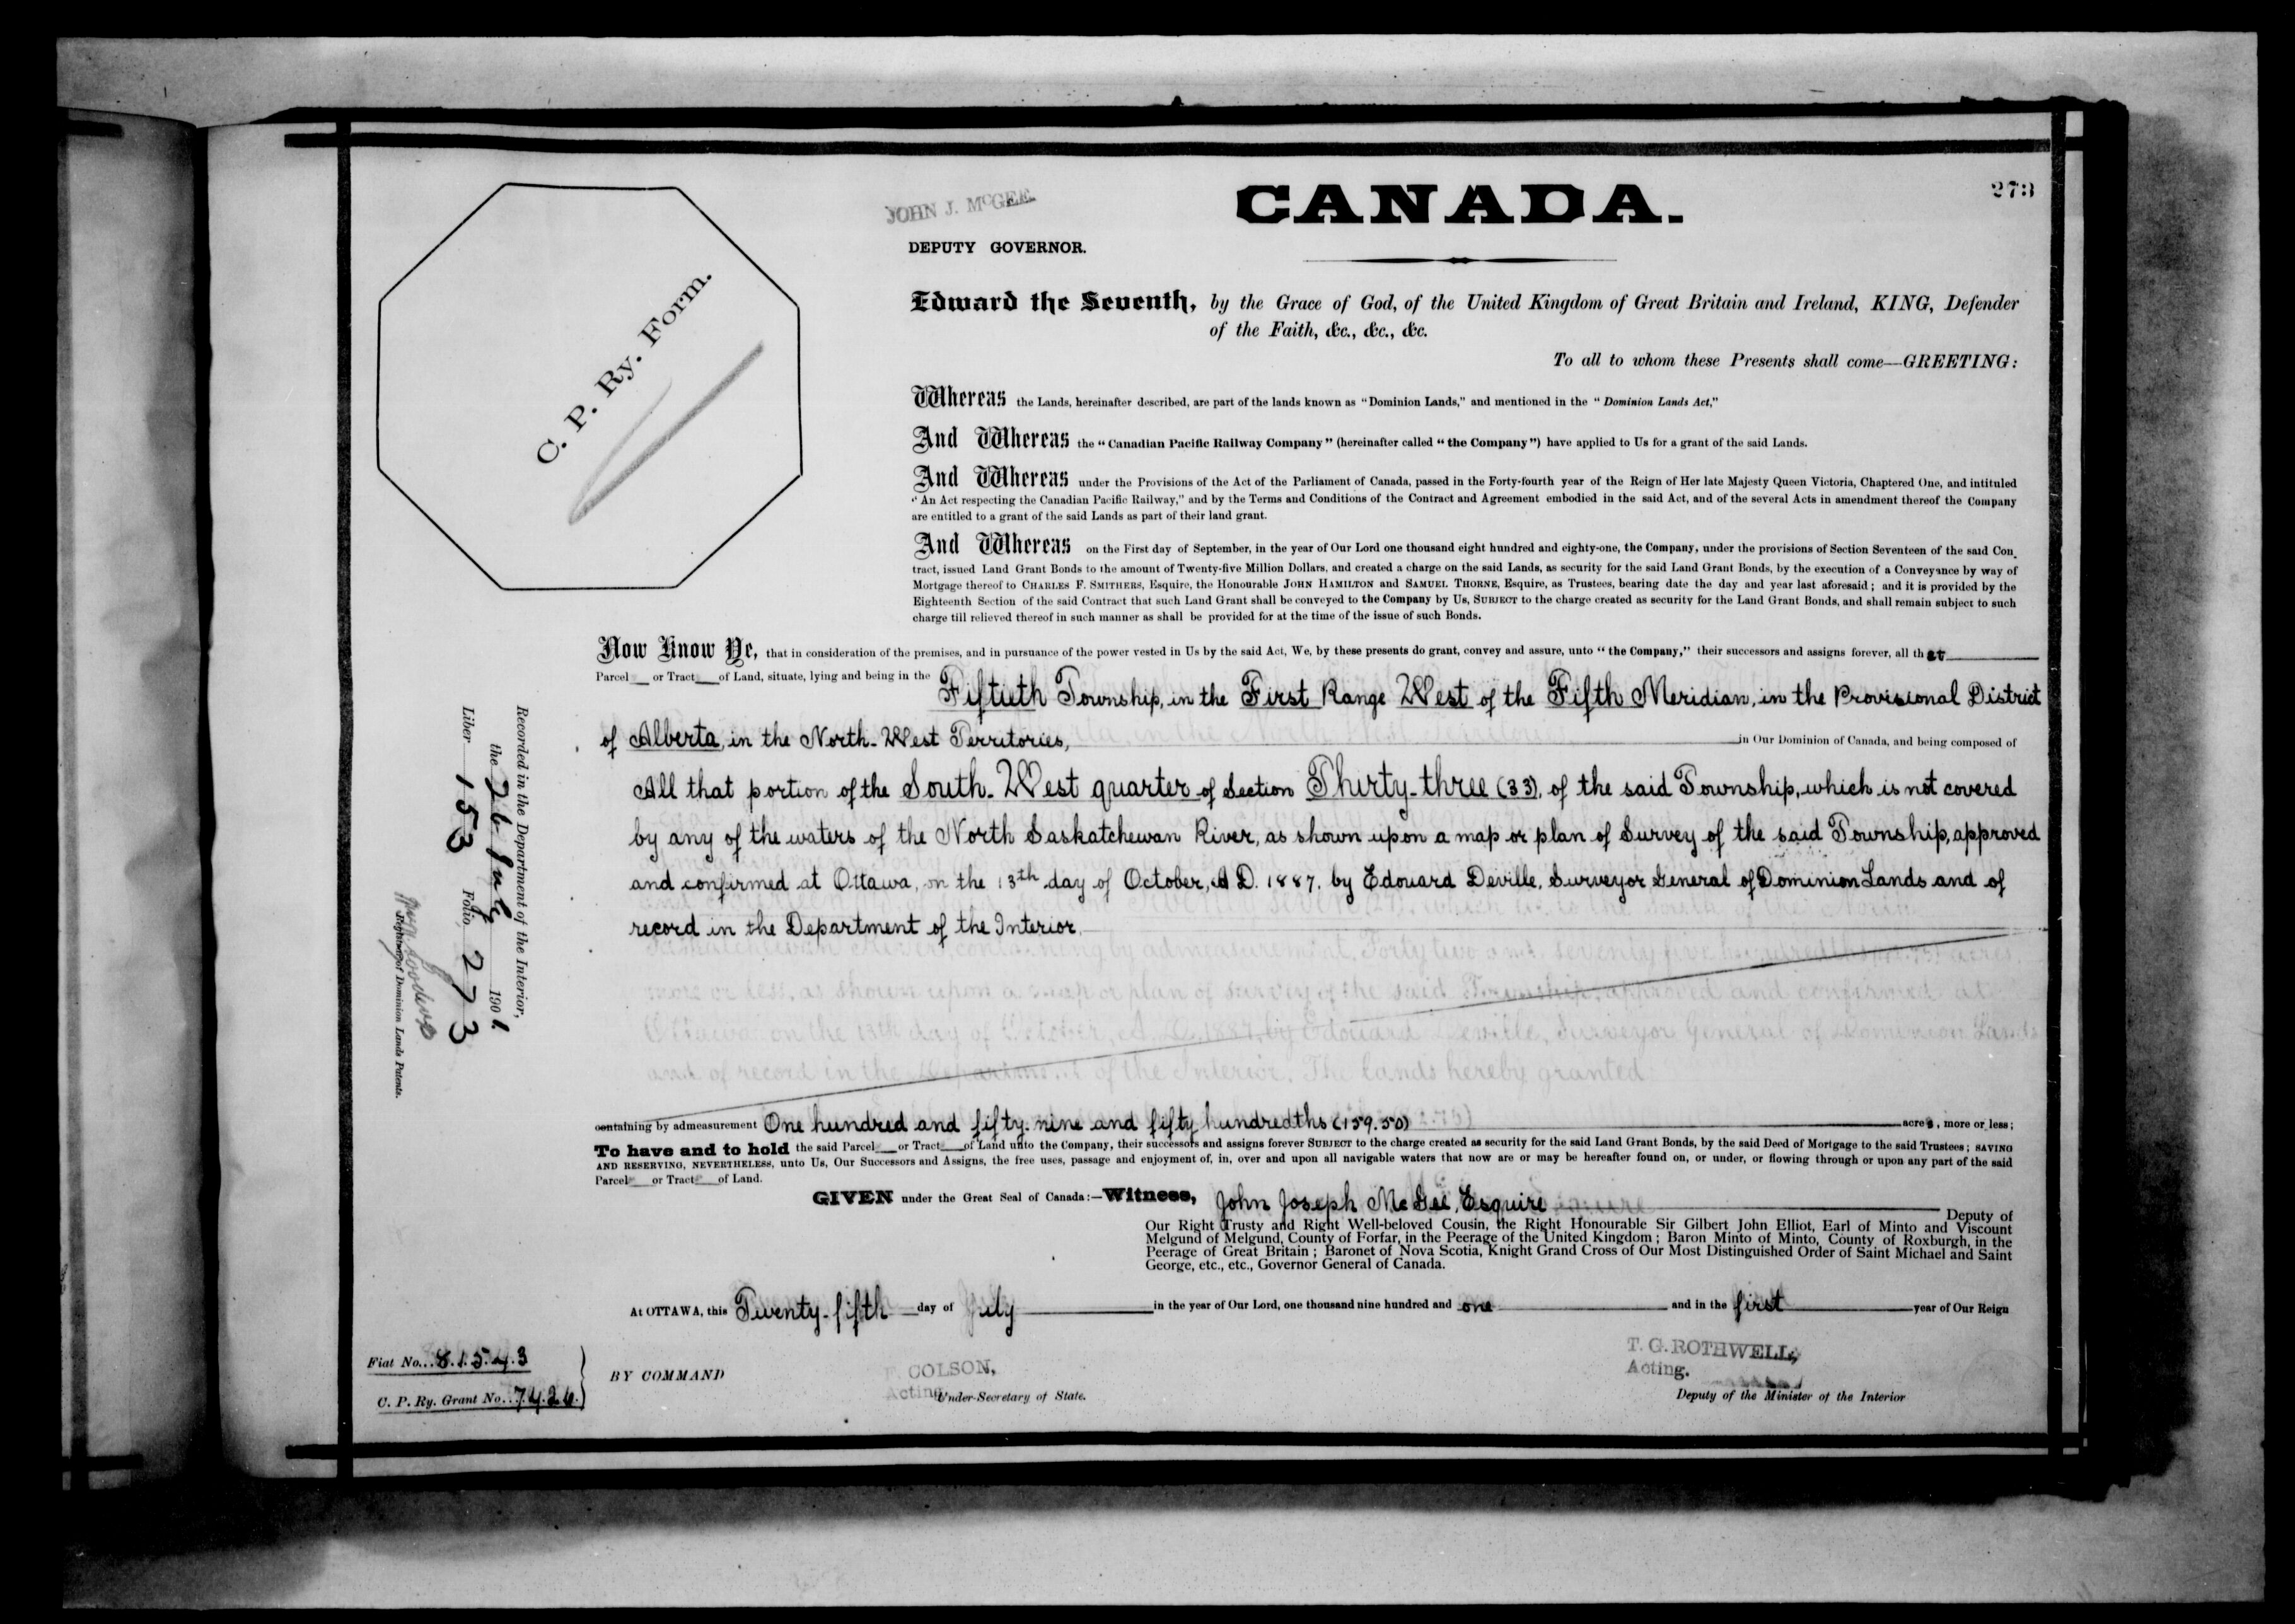 273
JOHN J. McGEE
CANADA.
DEPUTY GOVERNOR.
C. P. Ry. Form.
Edward the Seventh, by the Grace of God, of the United Kingdom of Great Britain and Ireland, KING, Defender
of the Faith, &c., &c., &c.
To all to whom these Presents shall come—GREETING:
Whereas the Lands, hereinafter described, are part of the lands known as "Dominion Lands," and mentioned in the "Dominion Lands Act,"
And Whereas the "Canadian Pacific Railway Company" (hereinafter called "the Company") have applied to Us for a grant of the said Lands.
And Whereas under the Provisions of the Act of the Parliament of Canada, passed in the Forty-fourth year of the Reign of Her late Majesty Queen Victoria, Chaptered One, and intituled
"An Act respecting the Canadian Pacific Railway," and by the Terms and Conditions of the Contract and Agreement embodied in the said Act, and of the several Acts in amendment thereof the Company
are entitled to a grant of the said Lands as part of their land grant.
And Whereas on the First day of September, in the year of Our Lord one thousand eight hundred and eighty-one, the Company, under the provisions of Section Seventeen of the said Con-
tract, issued Land Grant Bonds to the amount of Twenty-five Million Dollars, and created a charge on the said Lands, as security for the said Land Grant Bonds, by the execution of a Conveyance by way of
Mortgage thereof to CHARLES F. SMITHERS, Esquire, the Honourable JOHN HAMILTON and SAMUEL THORNE, Esquire, as Trustees, bearing date the day and year last aforesaid; and it is provided by the
Eighteenth Section of the said Contract that such Land Grant shall be conveyed to the Company by Us, SUBJECT to the charge created as security for the Land Grant Bonds, and shall remain subject to such
charge till relieved thereof in such manner as shall be provided for at the time of the issue of such Bonds.
Now Know Ye, that in consideration of the premises, and in pursuance of the power vested in Us by the said Act, We, by these presents do grant, convey and assure, unto "the Company," their successors and assigns forever, all that
Parcel or Tract of Land, situate, lying and being in the Fiftieth Township, in the First Range West of the Fifth Meridian, in the Provisional District
of Alberta, in the North-West Territories, in Our Dominion of Canada, and being composed of
All that portion of the South-West quarter of Section Thirty-three (33), of the said Township, which is not covered
by any of the waters of the North Saskatchewan River, as shown upon a map or plan of Survey of the said Township, approved
and confirmed at Ottawa, on the 13th day of October, A.D. 1887, by Edouard Deville, Surveyor General of Dominion Lands and of
record in the Department of the Interior.
containing by admeasurement One hundred and fifty-nine and fifty hundredths (159.50) acres, more or less;
To have and to hold the said Parcel or Tract of Land unto the Company, their successors and assigns forever SUBJECT to the charge created as security for the said Land Grant Bonds, by the said Deed of Mortgage to the said Trustees; SAVING
AND RESERVING, NEVERTHELESS, unto Us, Our Successors and Assigns, the free uses, passage and enjoyment of, in, over and upon all navigable waters that now are or may be hereafter found on, or under, or flowing through or upon any part of the said
Parcel or Tract of Land.
GIVEN under the Great Seal of Canada:—Witness, John Joseph McGee, Esquire Deputy of
Our Right Trusty and Right Well-beloved Cousin, the Right Honourable Sir Gilbert John Elliot, Earl of Minto and Viscount
Melgund of Melgund, County of Forfar, in the Peerage of the United Kingdom; Baron Minto of Minto, County of Roxburgh, in the
Peerage of Great Britain; Baronet of Nova Scotia, Knight Grand Cross of Our Most Distinguished Order of Saint Michael and Saint
George, etc., etc., Governor General of Canada.
At OTTAWA, this Twenty-fifth day of July in the year of Our Lord, one thousand nine hundred and one and in the first year of Our Reign
BY COMMAND
COLSON,
Acting Under-Secretary of State.
T. G. ROTHWELL,
Acting.
Deputy of the Minister of the Interior
Fiat No. 81543
C. P. Ry. Grant No. 7426.
Recorded in the Department of the Interior,
the 26 July 1901
Liber 153 Folio 273
Registrar of Dominion Lands Patents.